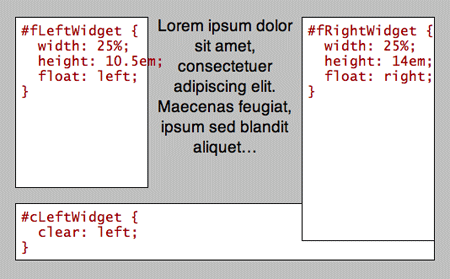 #fLeftWidget {
  width: 25%;
  height: 10.5em;
  float: left;
}
Lorem ipsum dolor
sit amet,
consectetuer
adipiscing elit.
Maecenas feugiat,
ipsum sed blandit
aliquet…
#fRightWidget {
  width: 25%;
  height: 14em;
  float: right;
}
#cLeftWidget {
  clear: left;
}